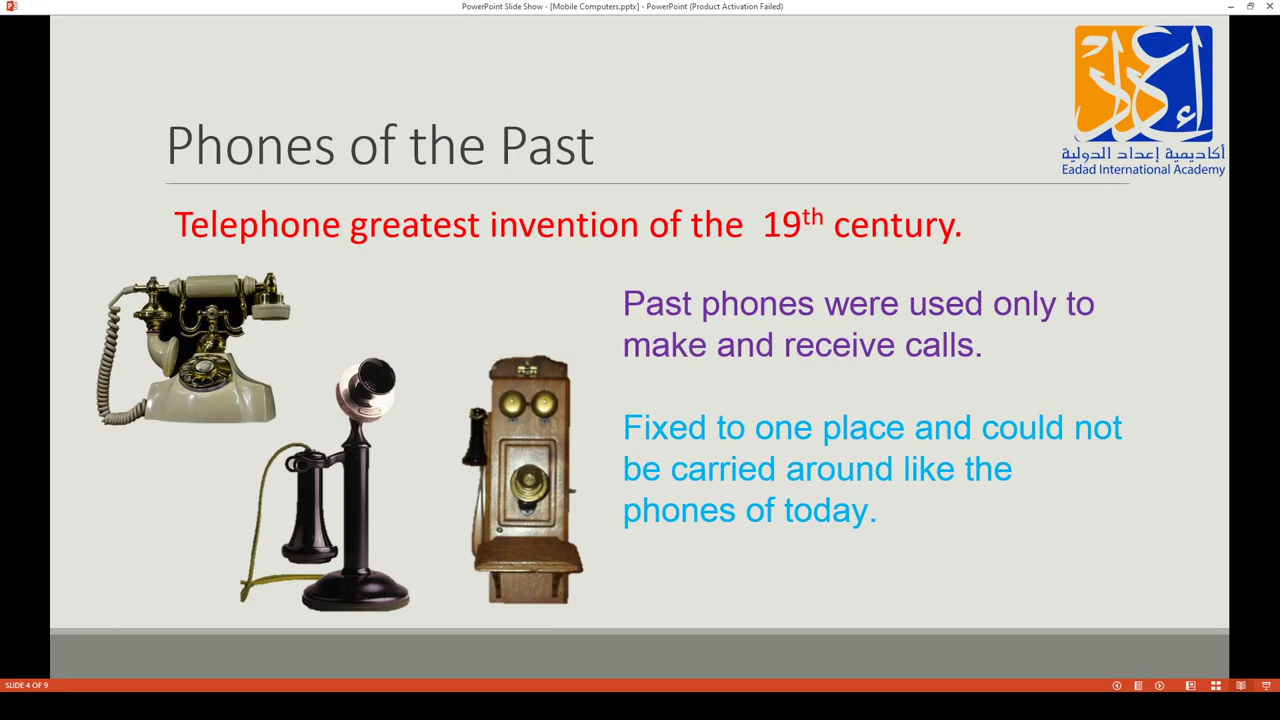 PowerPoint Slide Show - [Mobile Computers.pptx] - PowerPoint (Product Activation Failed)
أكاديمية إعداد الدولية
Eadad International Academy
Phones of the Past
Telephone greatest invention of the 19th century.
Past phones were used only to
make and receive calls.
Fixed to one place and could not
be carried around like the
phones of today.
SLIDE 4 OF 9